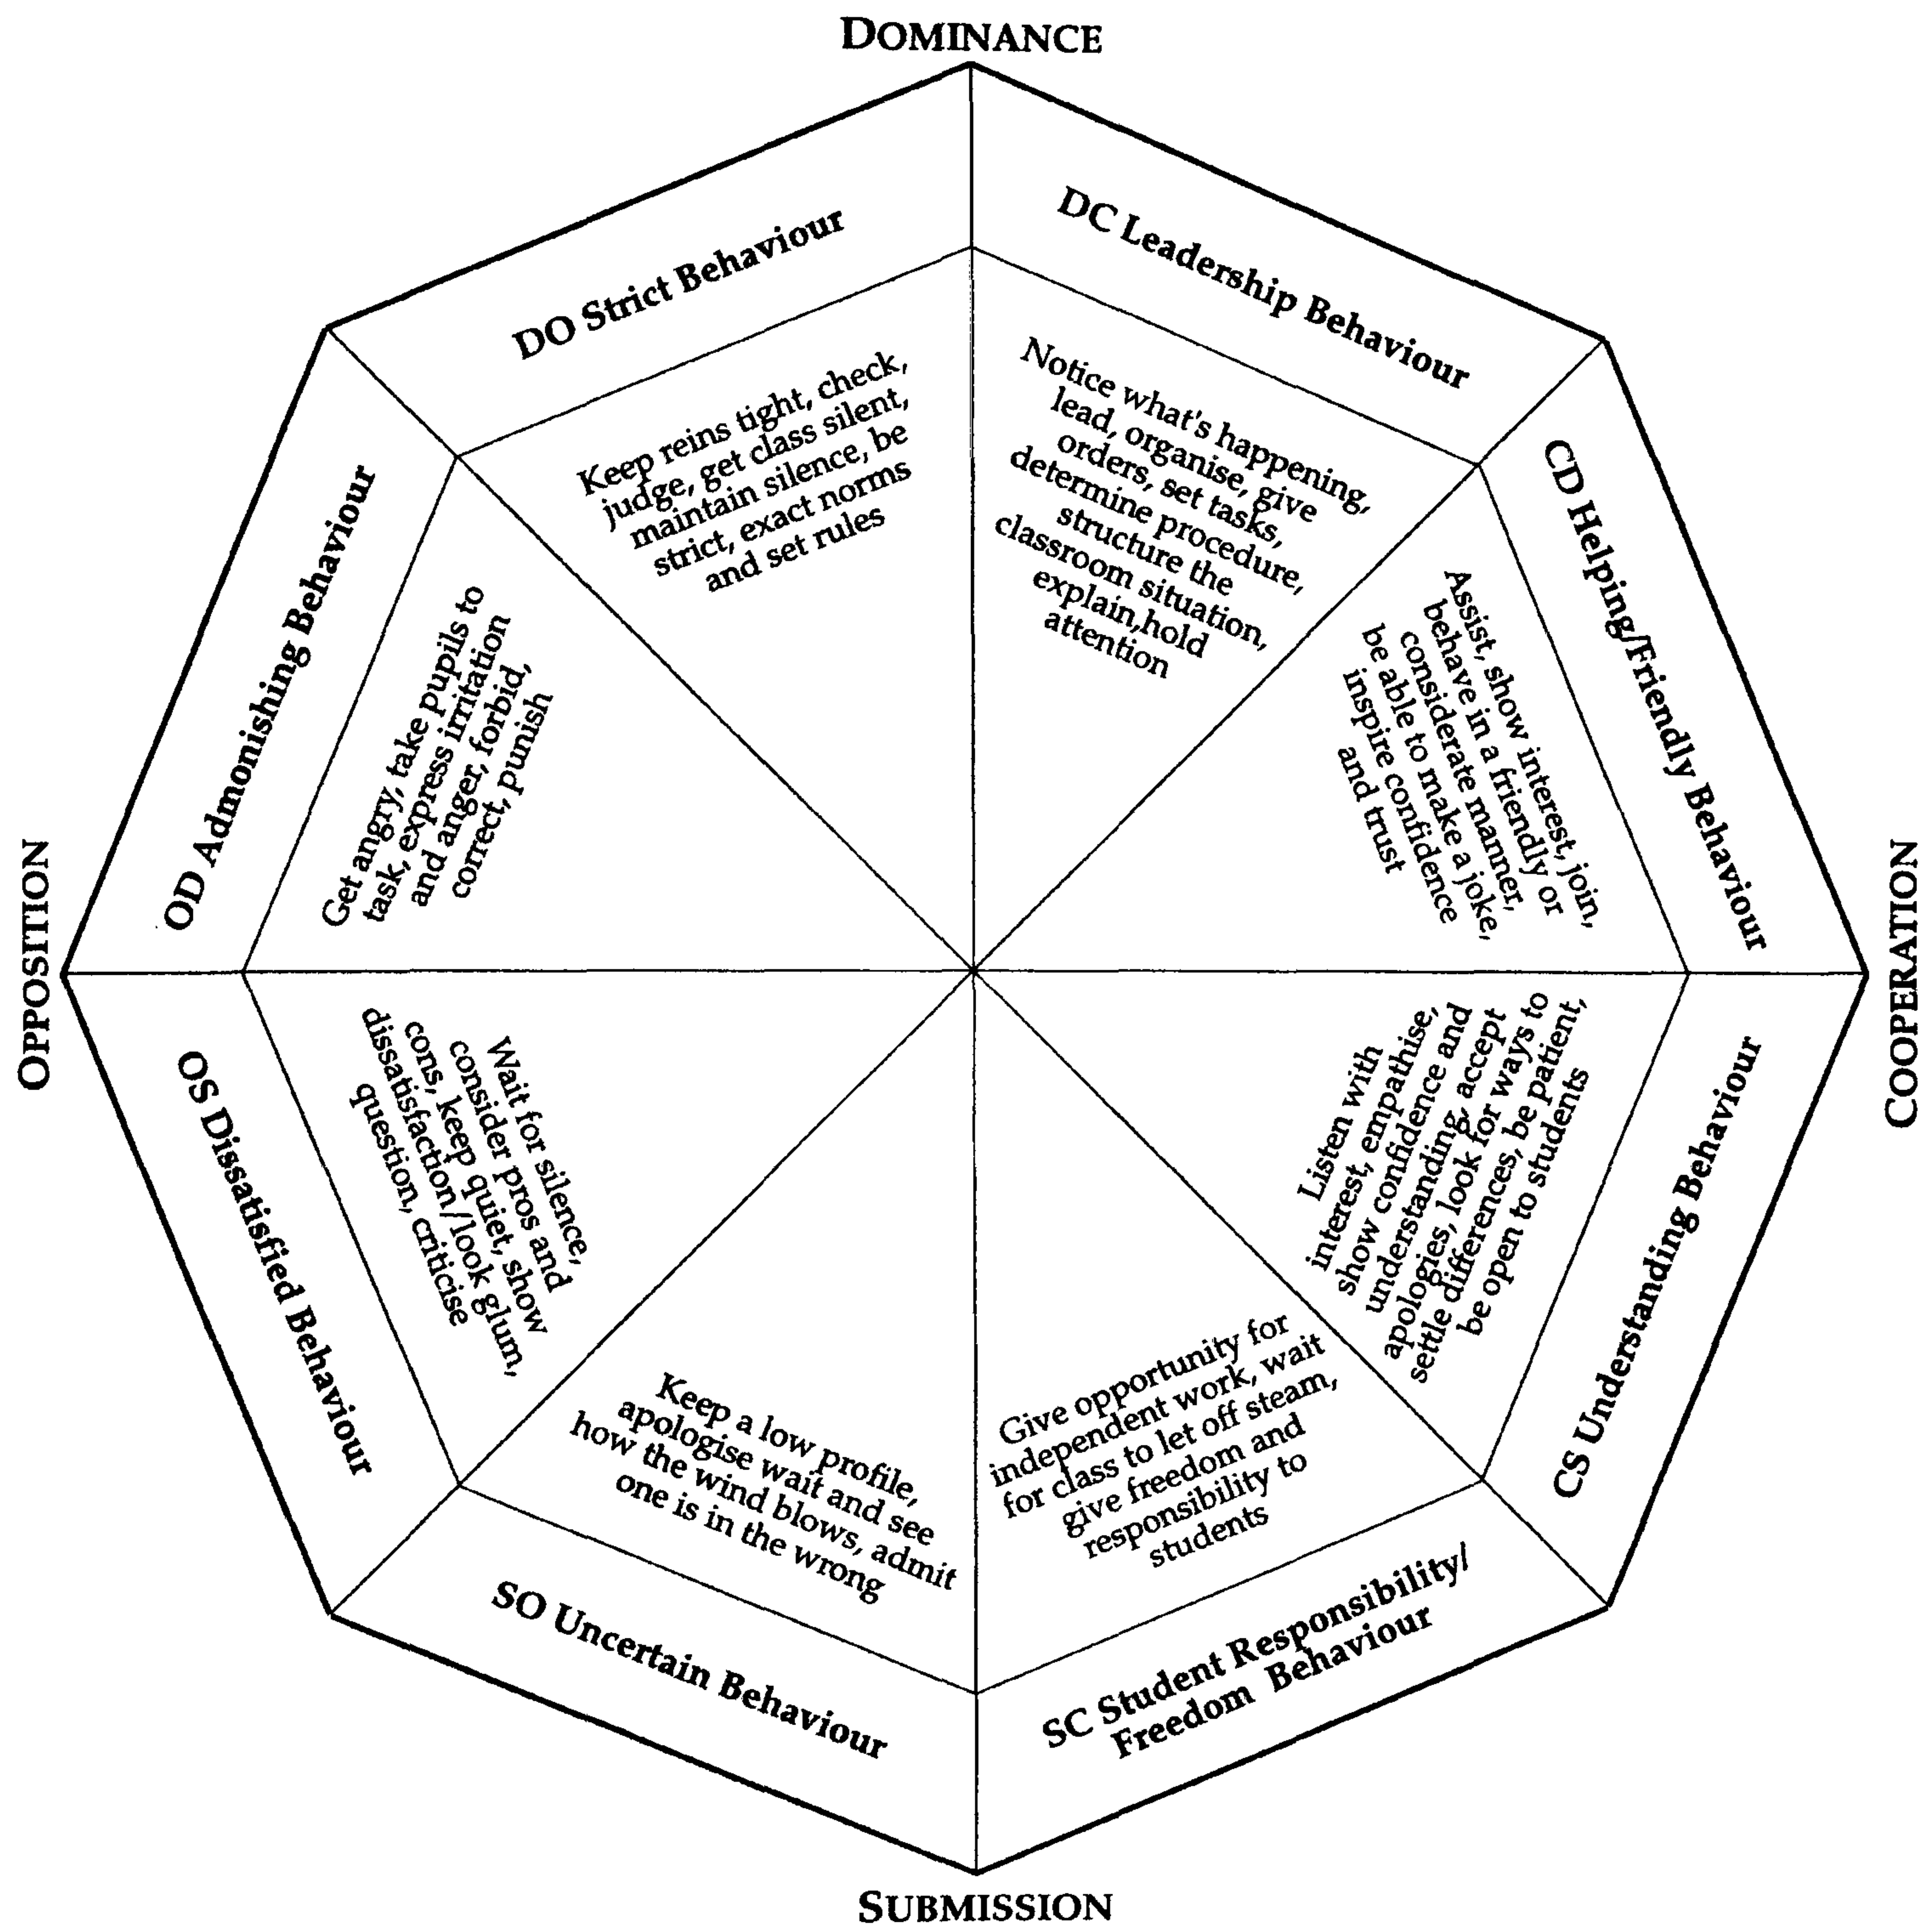 DOMINANCE
DC Leadership Behaviour
Notice what's happening,
lead, organise, give
orders, set tasks,
determine procedure,
structure the
classroom situation,
explain,hold
attention
CD Helping/Friendly Behaviour
Assist, show interest, join,
behave in a friendly or
considerate manner,
be able to make a joke,
inspire confidence
and trust
COOPERATION
CS Understanding Behaviour
Listen with
interest, empathise,
show confidence and
understanding, accept
apologies, look for ways to
settle differences, be patient,
be open to students
SC Student Responsibility/
Freedom Behaviour
Give opportunity for
independent work, wait
for class to let off steam,
give freedom and
responsibility to
students
SUBMISSION
SO Uncertain Behaviour
Keep a low profile,
apologise wait and see
how the wind blows, admit
one is in the wrong
OS Dissatisfied Behaviour
Wait for silence,
consider pros and
cons, keep quiet, show
dissatisfaction/look glum,
question, criticise
OPPOSITION
OD Admonishing Behaviour
Get angry, take pupils to
task, express irritation
and anger, forbid,
correct, punish
DO Strict Behaviour
Keep reins tight, check,
judge, get class silent,
maintain silence, be
strict, exact norms
and set rules